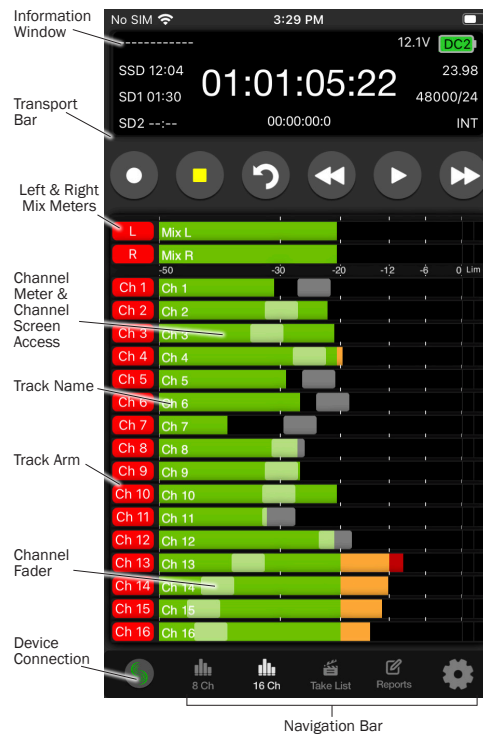 Information
Window
No SIM 3:29 PM
-----------
12.1V DC2
SSD 12:04
SD1 01:30
SD2 --:--
01:01:05:22
00:00:00:0
23.98
48000/24
INT
Transport
Bar
Left & Right
Mix Meters
L Mix L
R Mix R
-50 -30 -20 -12 -6 0 Lim
Channel
Meter &
Channel
Screen
Access
Ch 1 Ch 1
Ch 2 Ch 2
Ch 3 Ch 3
Ch 4 Ch 4
Ch 5 Ch 5
Track Name
Ch 6 Ch 6
Ch 7 Ch 7
Ch 8 Ch 8
Track Arm
Ch 9 Ch 9
Ch 10 Ch 10
Ch 11 Ch 11
Ch 12 Ch 12
Channel
Fader
Ch 13 Ch 13
Ch 14 Ch 14
Ch 15 Ch 15
Ch 16 Ch 16
Device
Connection
8 Ch 16 Ch Take List Reports
Navigation Bar